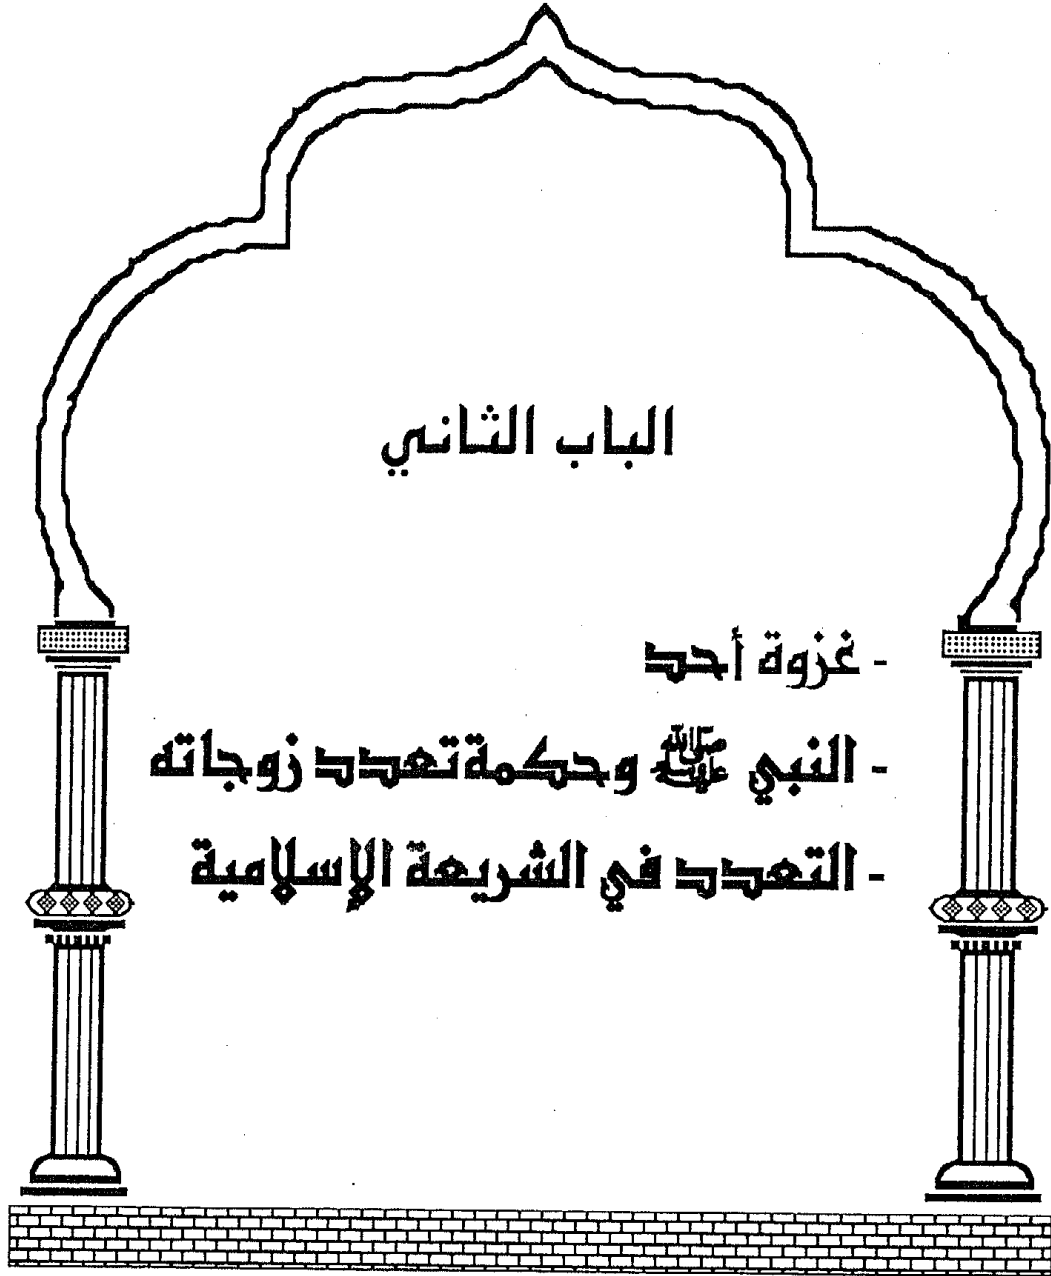 الباب الثاني
- غزوة أحد
- النبي ﷺ وحكمة تعدد زوجاته
- التعدد في الشريعة الإسلامية